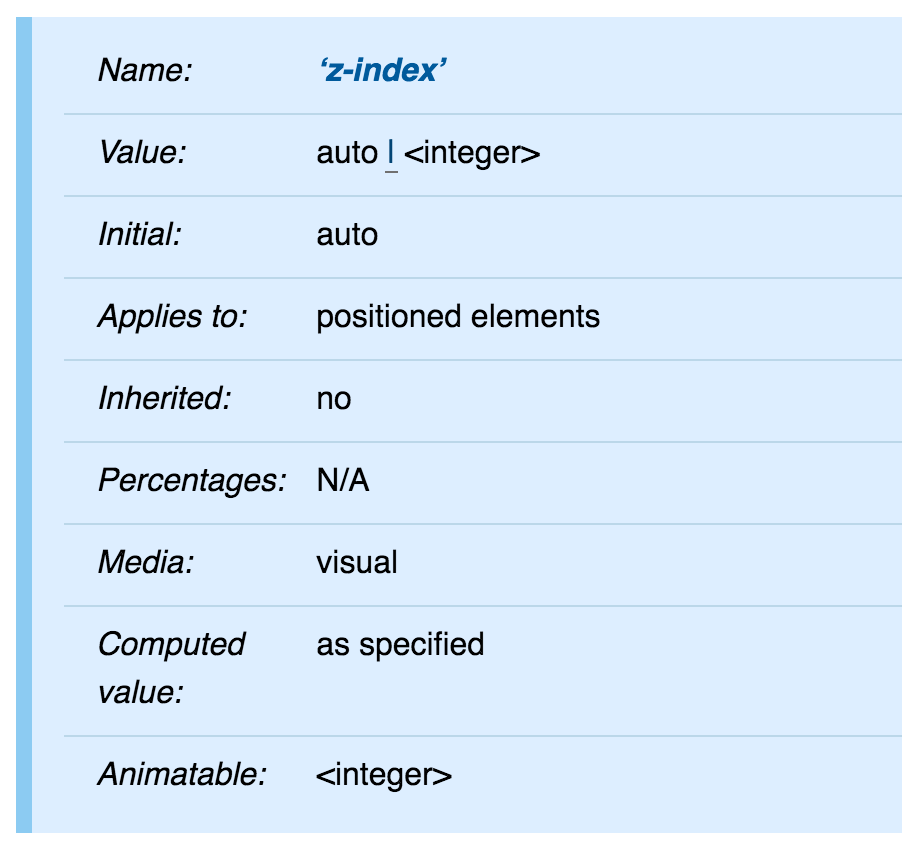 Name: ‘z-index’
Value: auto | <integer>
Initial: auto
Applies to: positioned elements
Inherited: no
Percentages: N/A
Media: visual
Computed as specified
value:
Animatable: <integer>